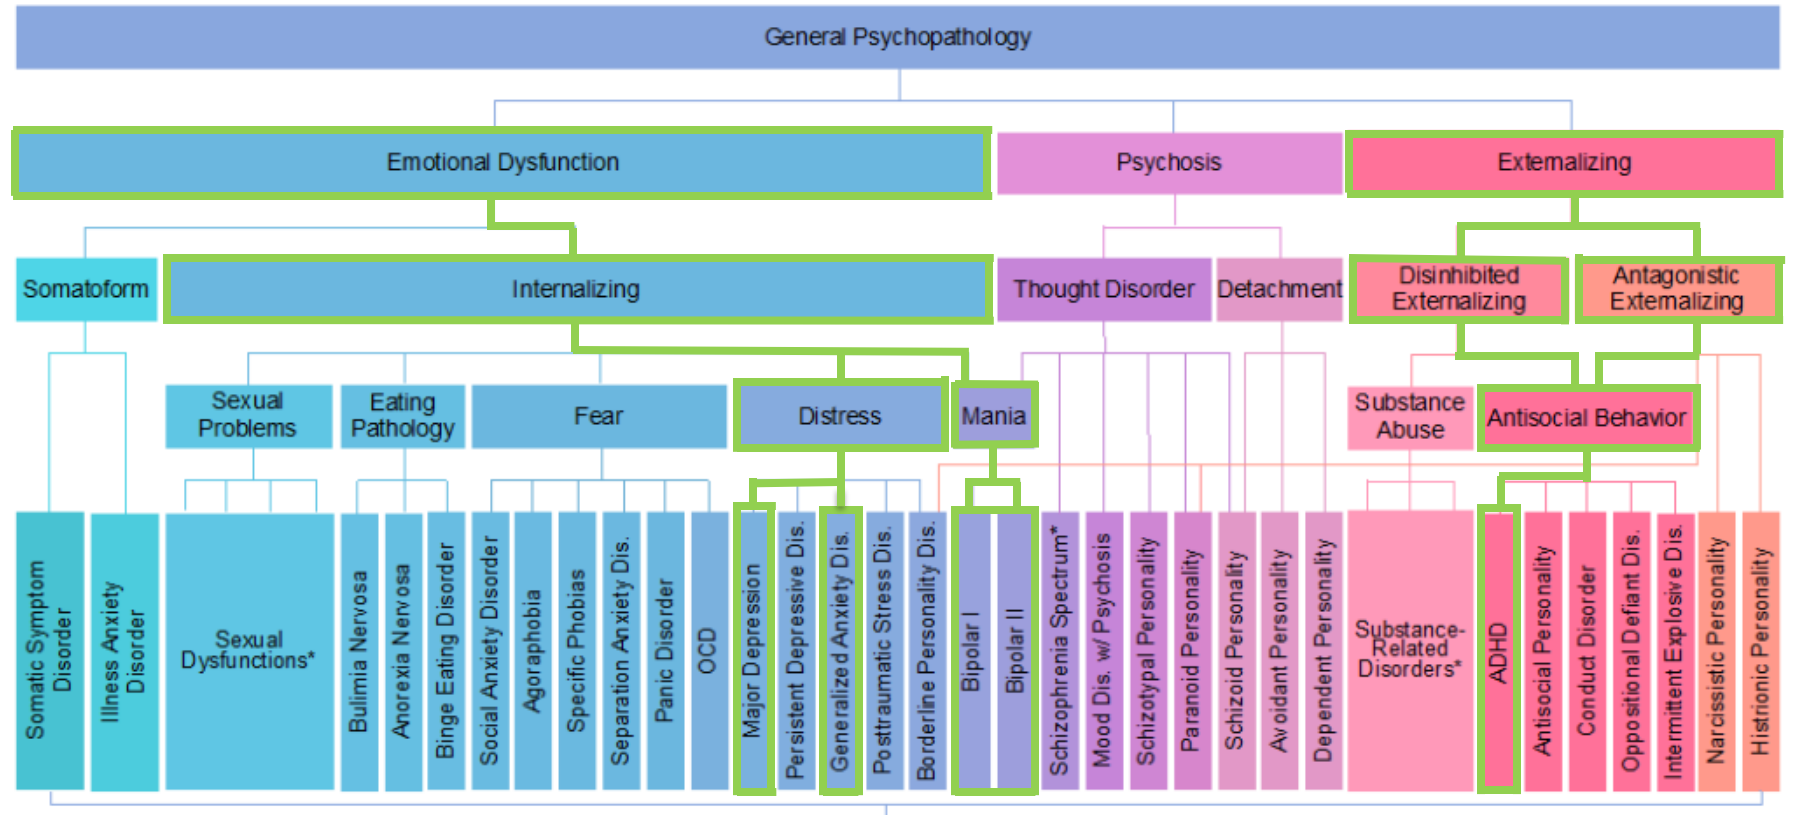 General Psychopathology
Emotional Dysfunction
Psychosis
Externalizing
Somatoform
Internalizing
Thought Disorder
Detachment
Disinhibited
Externalizing
Antagonistic
Externalizing
Sexual
Problems
Eating
Pathology
Fear
Distress
Mania
Substance
Abuse
Antisocial Behavior
Somatic Symptom
Disorder
Illness Anxiety
Disorder
Sexual
Dysfunctions*
Bulimia Nervosa
Anorexia Nervosa
Binge Eating Disorder
Social Anxiety Disorder
Agoraphobia
Specific Phobias
Separation Anxiety Dis.
Panic Disorder
OCD
Major Depression
Persistent Depressive Dis.
Generalized Anxiety Dis.
Posttraumatic Stress Dis.
Borderline Personality Dis.
Bipolar I
Bipolar II
Schizophrenia Spectrum*
Mood Dis. w/ Psychosis
Schizotypal Personality
Paranoid Personality
Schizoid Personality
Avoidant Personality
Dependent Personality
Substance-
Related
Disorders*
ADHD
Antisocial Personality
Conduct Disorder
Oppositional Defiant Dis.
Intermittent Explosive Dis.
Narcissistic Personality
Histrionic Personality